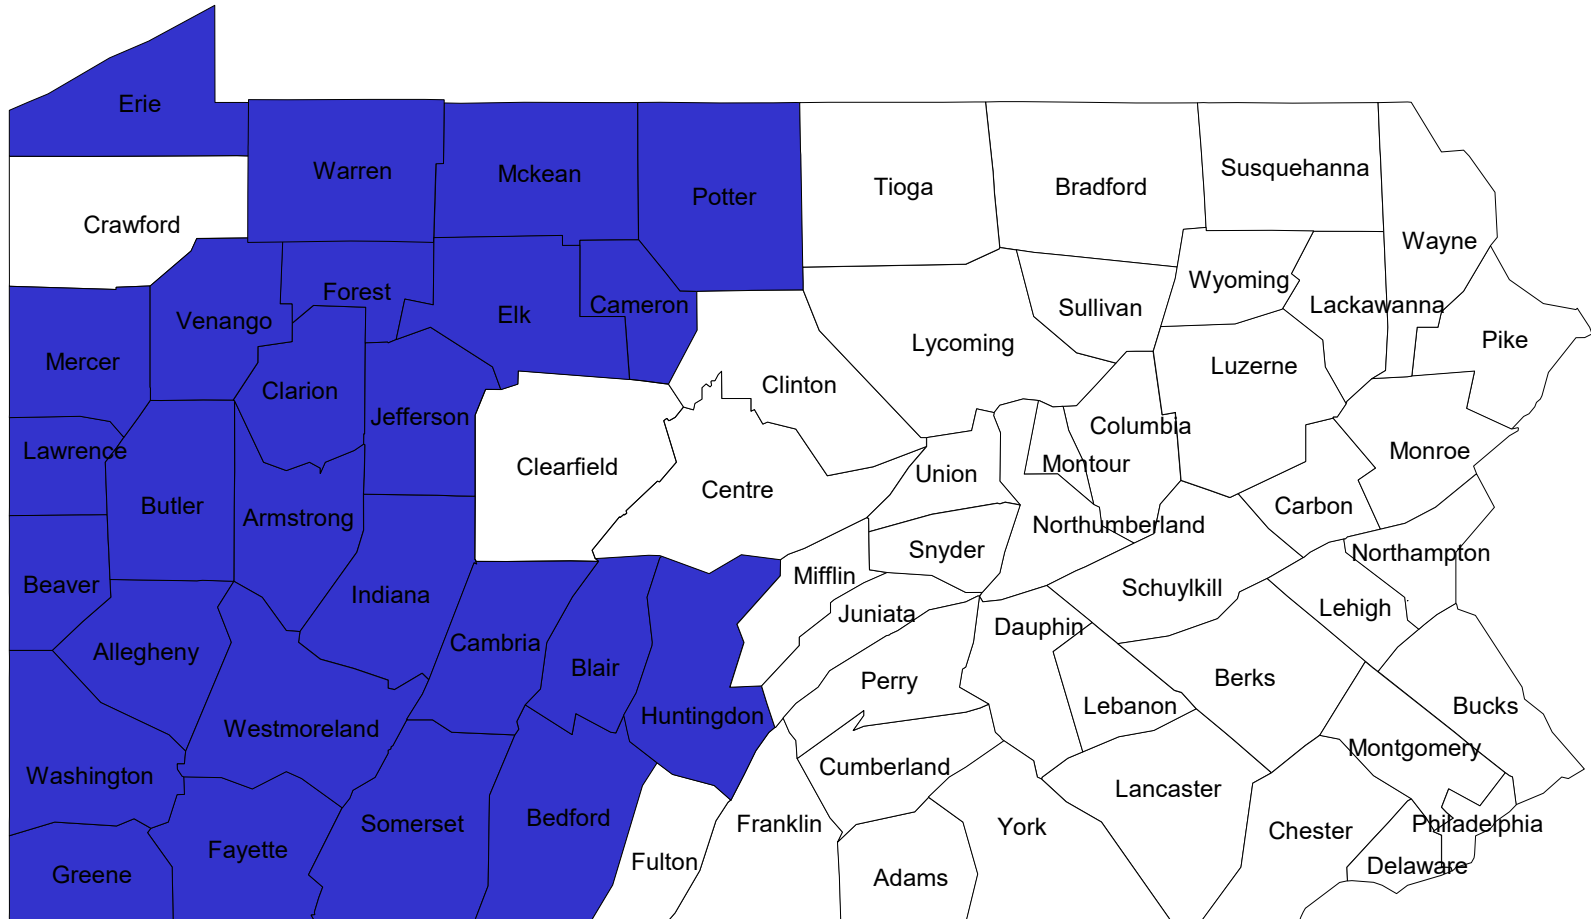 Erie
Warren
Mckean
Potter
Tioga
Bradford
Susquehanna
Crawford
Wayne
Venango
Forest
Elk
Cameron
Wyoming
Sullivan
Lackawanna
Mercer
Clarion
Jefferson
Clinton
Lycoming
Luzerne
Pike
Lawrence
Butler
Armstrong
Clearfield
Centre
Union
Montour
Columbia
Carbon
Monroe
Beaver
Indiana
Mifflin
Snyder
Northumberland
Schuylkill
Northampton
Allegheny
Cambria
Blair
Juniata
Dauphin
Lehigh
Westmoreland
Huntingdon
Perry
Lebanon
Berks
Bucks
Washington
Somerset
Bedford
Cumberland
Lancaster
Montgomery
Greene
Fayette
Fulton
Franklin
Adams
York
Chester
Philadelphia
Delaware